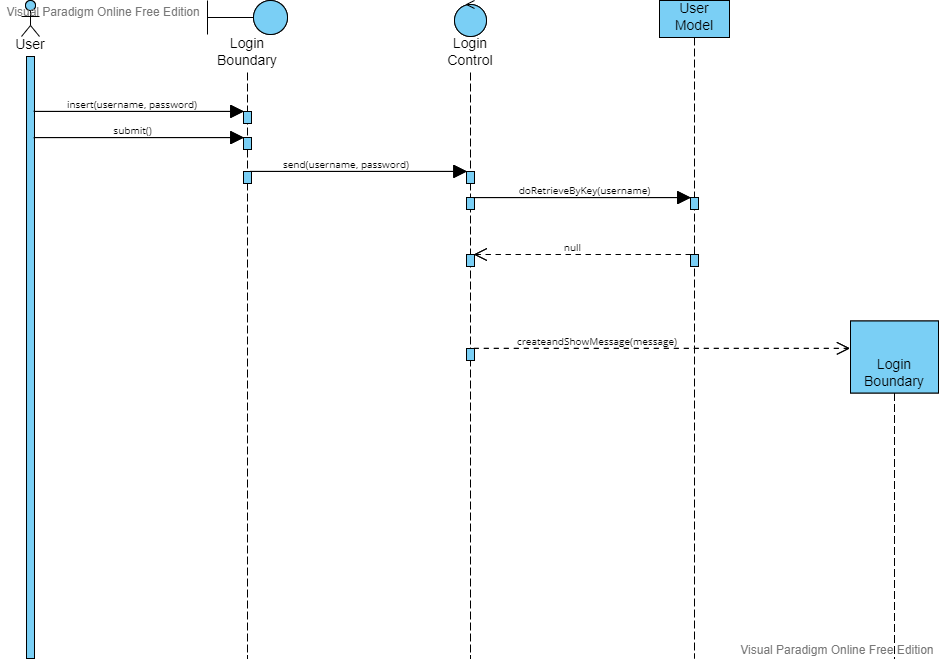 Visual Paradigm Online Free Edition
User
Login
Boundary
Login
Control
User
Model
insert(username, password)
submit()
send(username, password)
doRetrieveByKey(username)
null
createandShowMessage(message)
Login
Boundary
Visual Paradigm Online Free Edition